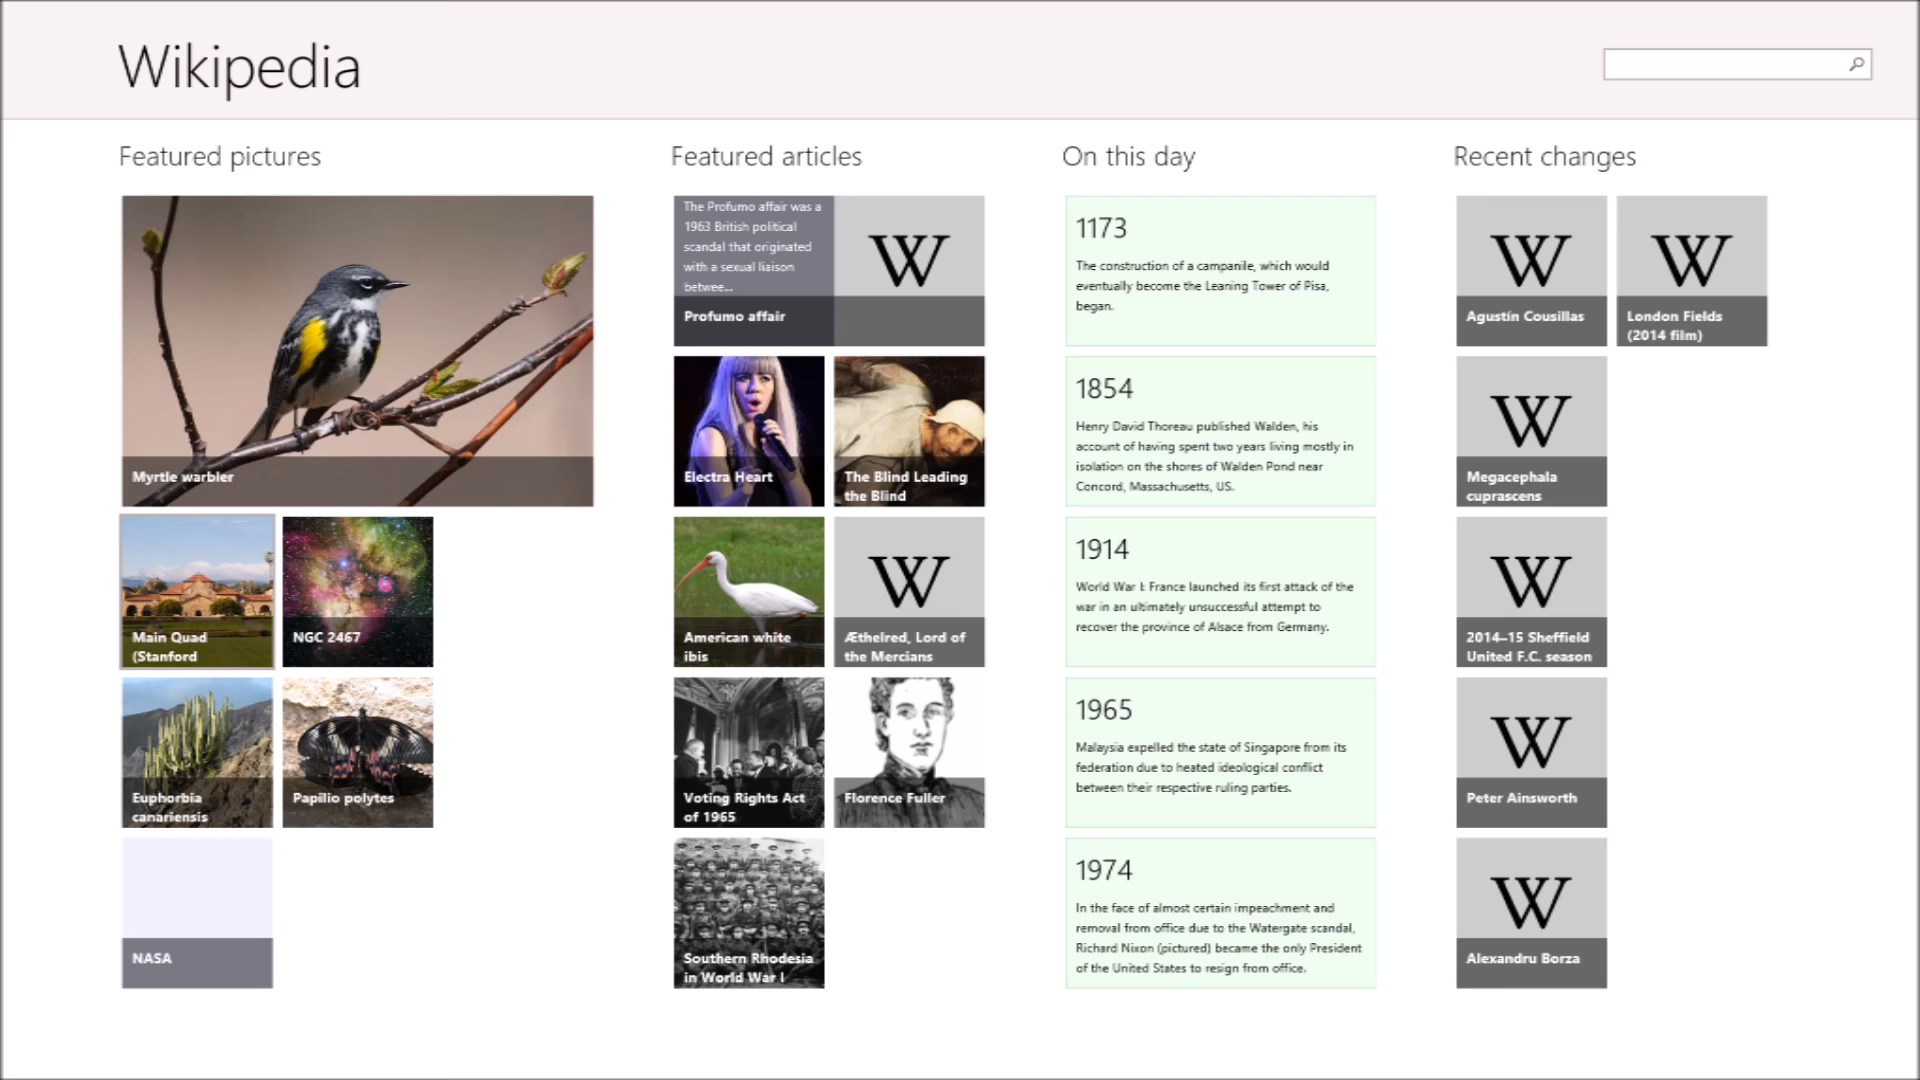 Wikipedia
Featured pictures
Myrtle warbler
Main Quad
(Stanford
NGC 2467
Euphorbia
canariensis
Papilio polytes
NASA
Featured articles
The Profumo affair was a
1963 British political
scandal that originated
with a sexual liaison
betwee...
Profumo affair
W
Electra Heart
The Blind Leading
the Blind
American white
ibis
W
Æthelred, Lord of
the Mercians
Voting Rights Act
of 1965
Florence Fuller
Southern Rhodesia
in World War I
On this day
1173
The construction of a campanile, which would
eventually become the Leaning Tower of Pisa,
began.
1854
Henry David Thoreau published Walden, his
account of having spent two years living mostly in
isolation on the shores of Walden Pond near
Concord, Massachusetts, US.
1914
World War I: France launched its first attack of the
war in an ultimately unsuccessful attempt to
recover the province of Alsace from Germany.
1965
Malaysia expelled the state of Singapore from its
federation due to heated ideological conflict
between their respective ruling parties.
1974
In the face of almost certain impeachment and
removal from office due to the Watergate scandal,
Richard Nixon (pictured) became the only President
of the United States to resign from office.
Recent changes
W
Agustín Cousillas
W
London Fields
(2014 film)
W
Megacephala
cuprascens
W
2014–15 Sheffield
United F.C. season
W
Peter Ainsworth
W
Alexandru Borza